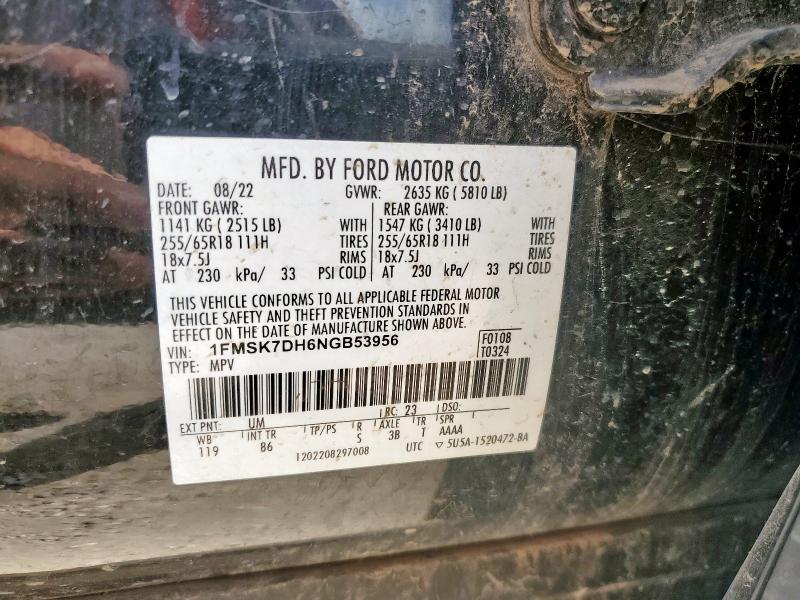 MFD. BY FORD MOTOR CO.
DATE: 08/22 GVWR: 2635 KG ( 5810 LB)
FRONT GAWR: REAR GAWR:
1141 KG ( 2515 LB) WITH 1547 KG ( 3410 LB) WITH
255/65R18 111H TIRES 255/65R18 111H TIRES
18x7.5J RIMS 18x7.5J RIMS
AT 230 kPa/ 33 PSI COLD AT 230 kPa/ 33 PSI COLD
THIS VEHICLE CONFORMS TO ALL APPLICABLE FEDERAL MOTOR
VEHICLE SAFETY AND THEFT PREVENTION STANDARDS IN
EFFECT ON THE DATE OF MANUFACTURE SHOWN ABOVE.
VIN: 1FMSK7DH6NGB53956 F0108
TYPE: MPV T0324
EXT PNT: UM RC: 23 DSO:
WB INT TR TP/PS R AXLE TR SPR
119 86 S 3B T AAAA
1202208297008 UTC ▽ 5U5A-1520472-BA